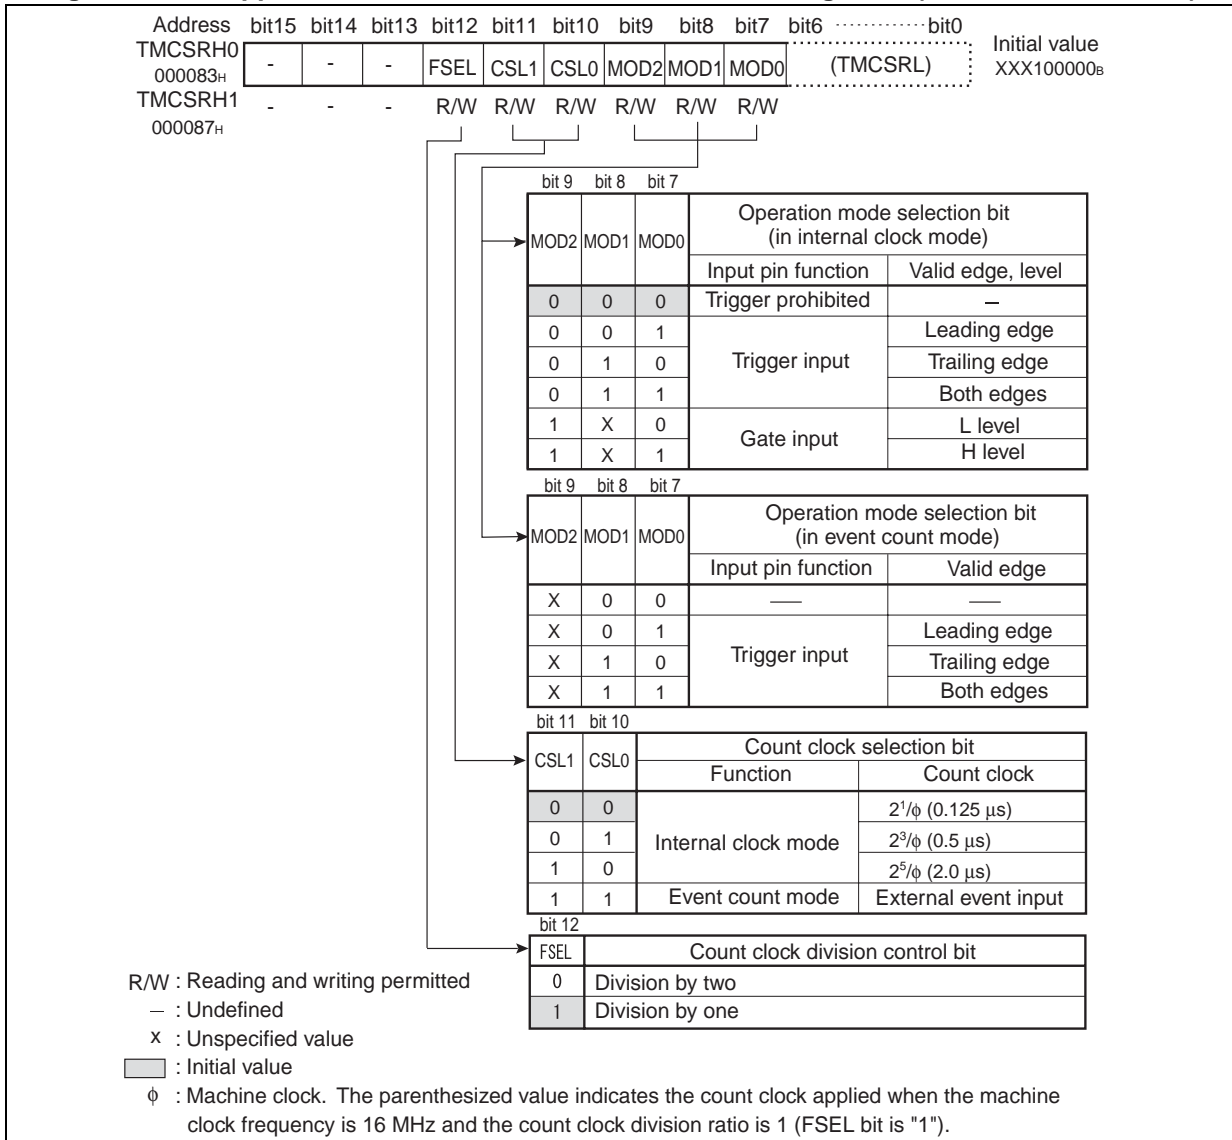 Address bit15 bit14 bit13 bit12 bit11 bit10 bit9 bit8 bit7 bit6 bit0
TMCSRH0 Initial value
000083H - - - FSEL CSL1 CSL0 MOD2 MOD1 MOD0 (TMCSRL) XXX100000B
TMCSRH1 - - - R/W R/W R/W R/W R/W R/W
000087H
bit 9 bit 8 bit 7
MOD2 MOD1 MOD0 Operation mode selection bit
(in internal clock mode)
Input pin function Valid edge, level
0 0 0 Trigger prohibited –
0 0 1 Trigger input Leading edge
0 1 0 Trailing edge
0 1 1 Both edges
1 X 0 Gate input L level
1 X 1 H level
bit 9 bit 8 bit 7
MOD2 MOD1 MOD0 Operation mode selection bit
(in event count mode)
Input pin function Valid edge
X 0 0 — —
X 0 1 Trigger input Leading edge
X 1 0 Trailing edge
X 1 1 Both edges
bit 11 bit 10
CSL1 CSL0 Count clock selection bit
Function Count clock
0 0 Internal clock mode 2¹/ϕ (0.125 µs)
0 1 2³/ϕ (0.5 µs)
1 0 2⁵/ϕ (2.0 µs)
1 1 Event count mode External event input
bit 12
FSEL Count clock division control bit
0 Division by two
1 Division by one
R/W : Reading and writing permitted
– : Undefined
X : Unspecified value
: Initial value
ϕ : Machine clock. The parenthesized value indicates the count clock applied when the machine
clock frequency is 16 MHz and the count clock division ratio is 1 (FSEL bit is "1").